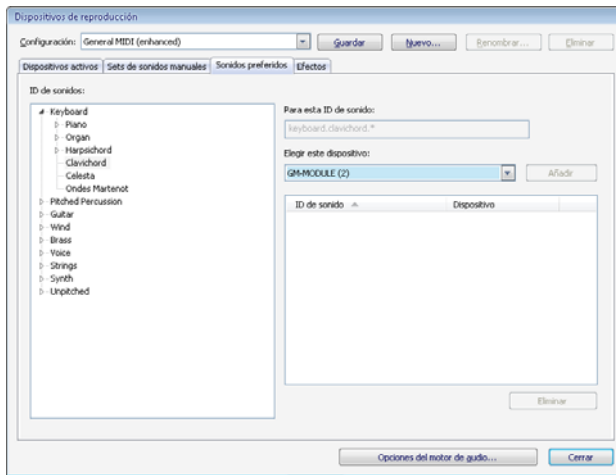 Dispositivos de reproducción
Configuración: General MIDI (enhanced) Guardar Nuevo... Renombrar... Eliminar
Dispositivos activos Sets de sonidos manuales Sonidos preferidos Efectos
ID de sonidos:
Keyboard
Piano
Organ
Harpsichord
Clavichord
Celesta
Ondes Martenot
Pitched Percussion
Guitar
Wind
Brass
Voice
Strings
Synth
Unpitched
Para esta ID de sonido:
keyboard.clavichord.*
Elegir este dispositivo:
GM-MODULE (2) Añadir
ID de sonido Dispositivo
Eliminar
Opciones del motor de audio... Cerrar